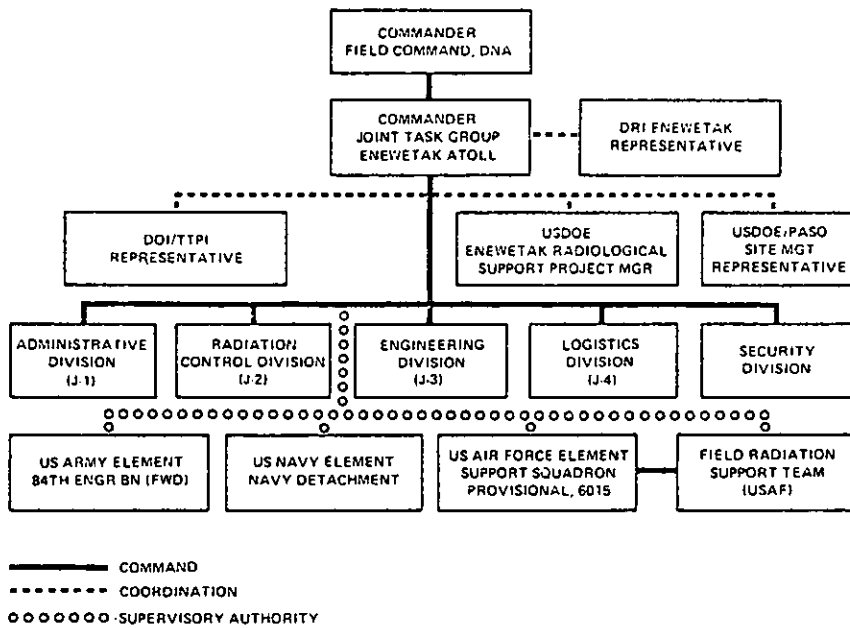 COMMANDER
FIELD COMMAND, DNA
COMMANDER
JOINT TASK GROUP
ENEWETAK ATOLL
DRI ENEWETAK
REPRESENTATIVE
DOI/TTPI
REPRESENTATIVE
USDOE
ENEWETAK RADIOLOGICAL
SUPPORT PROJECT MGR
USDOE/PASO
SITE MGT
REPRESENTATIVE
ADMINISTRATIVE
DIVISION
(J-1)
RADIATION
CONTROL DIVISION
(J-2)
ENGINEERING
DIVISION
(J-3)
LOGISTICS
DIVISION
(J-4)
SECURITY
DIVISION
US ARMY ELEMENT
84TH ENGR BN (FWD)
US NAVY ELEMENT
NAVY DETACHMENT
US AIR FORCE ELEMENT
SUPPORT SQUADRON
PROVISIONAL, 6015
FIELD RADIATION
SUPPORT TEAM
(USAF)
COMMAND
COORDINATION
SUPERVISORY AUTHORITY